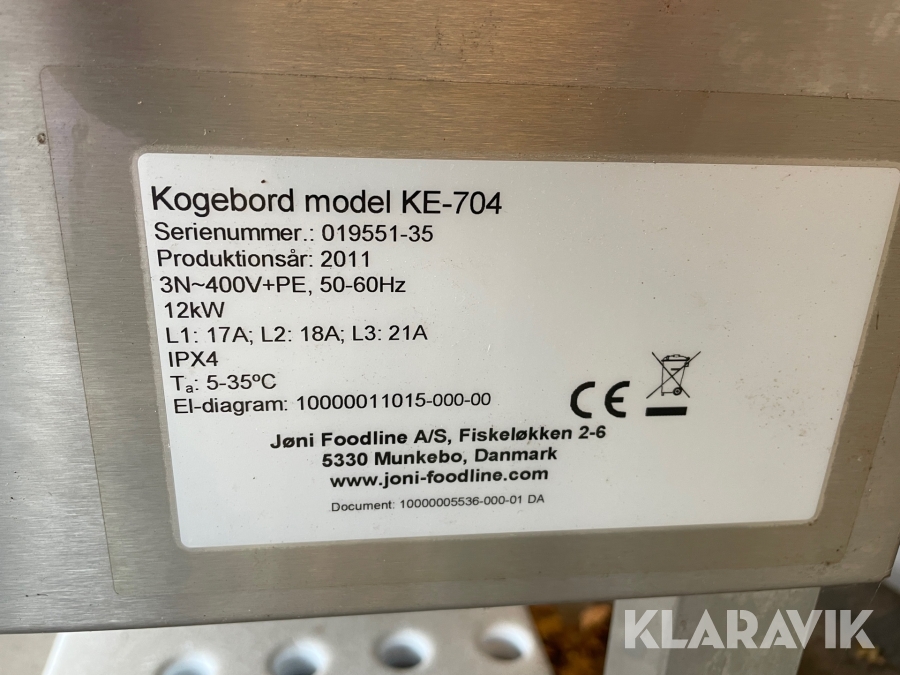 Kogebord model KE-704
Serienummer.: 019551-35
Produktionsår: 2011
3N~400V+PE, 50-60Hz
12kW
L1: 17A; L2: 18A; L3: 21A
IPX4
Ta: 5-35ºC
El-diagram: 10000011015-000-00
CE
Jøni Foodline A/S, Fiskeløkken 2-6
5330 Munkebo, Danmark
www.joni-foodline.com
Document: 10000005536-000-01 DA
KLARAVIK